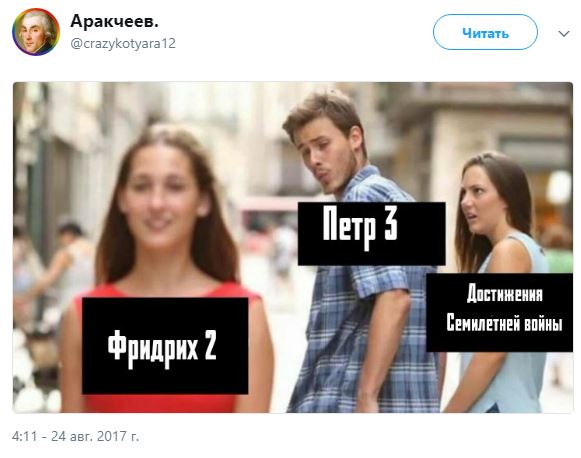 Аракчеев.
@crazykotyara12
Читать
Фридрих 2
Петр 3
Достижения
Семилетней войны
4:11 - 24 авг. 2017 г.